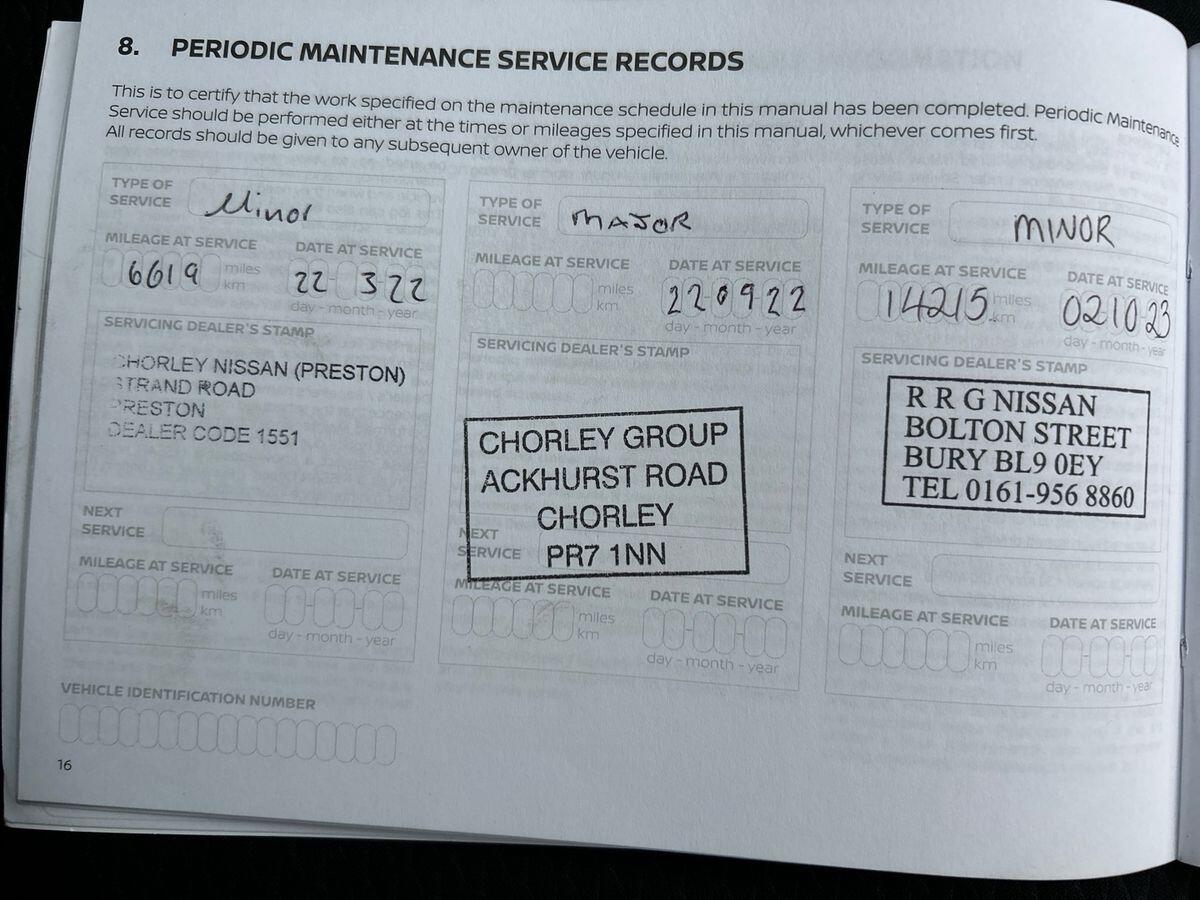 8. PERIODIC MAINTENANCE SERVICE RECORDS
This is to certify that the work specified on the maintenance schedule in this manual has been completed. Periodic Maintenance
Service should be performed either at the times or mileages specified in this manual, whichever comes first.
All records should be given to any subsequent owner of the vehicle.
TYPE OF
SERVICE Minor
MILEAGE AT SERVICE DATE AT SERVICE
6619 miles
km
22 3 22
day - month - year
SERVICING DEALER'S STAMP
CHORLEY NISSAN (PRESTON)
STRAND ROAD
PRESTON
DEALER CODE 1551
NEXT
SERVICE
MILEAGE AT SERVICE DATE AT SERVICE
miles
km
day - month - year
TYPE OF
SERVICE MAJOR
MILEAGE AT SERVICE DATE AT SERVICE
miles
km
22 09 22
day - month - year
SERVICING DEALER'S STAMP
CHORLEY GROUP
ACKHURST ROAD
CHORLEY
PR7 1NN
NEXT
SERVICE
MILEAGE AT SERVICE DATE AT SERVICE
miles
km
day - month - year
TYPE OF
SERVICE MINOR
MILEAGE AT SERVICE DATE AT SERVICE
14215 miles
km
02 10 23
day - month - year
SERVICING DEALER'S STAMP
R R G NISSAN
BOLTON STREET
BURY BL9 0EY
TEL 0161-956 8860
NEXT
SERVICE
MILEAGE AT SERVICE DATE AT SERVICE
miles
km
day - month - year
VEHICLE IDENTIFICATION NUMBER
16